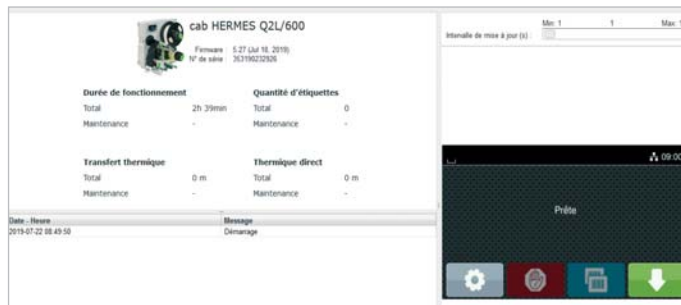 cab HERMES Q2L/600
Firmware : 5.27 (Jul 10, 2019)
N° de série : 353190232926
Durée de fonctionnement
Total 2h 39min
Maintenance -
Quantité d'étiquettes
Total 0
Maintenance -
Transfert thermique
Total 0 m
Maintenance -
Thermique direct
Total 0 m
Maintenance -
Date - Heure Message
2019-07-22 08:49:50 Démarrage
Min: 1 1 Max: 1
Intervalle de mise à jour (s) :
09:00
Prête